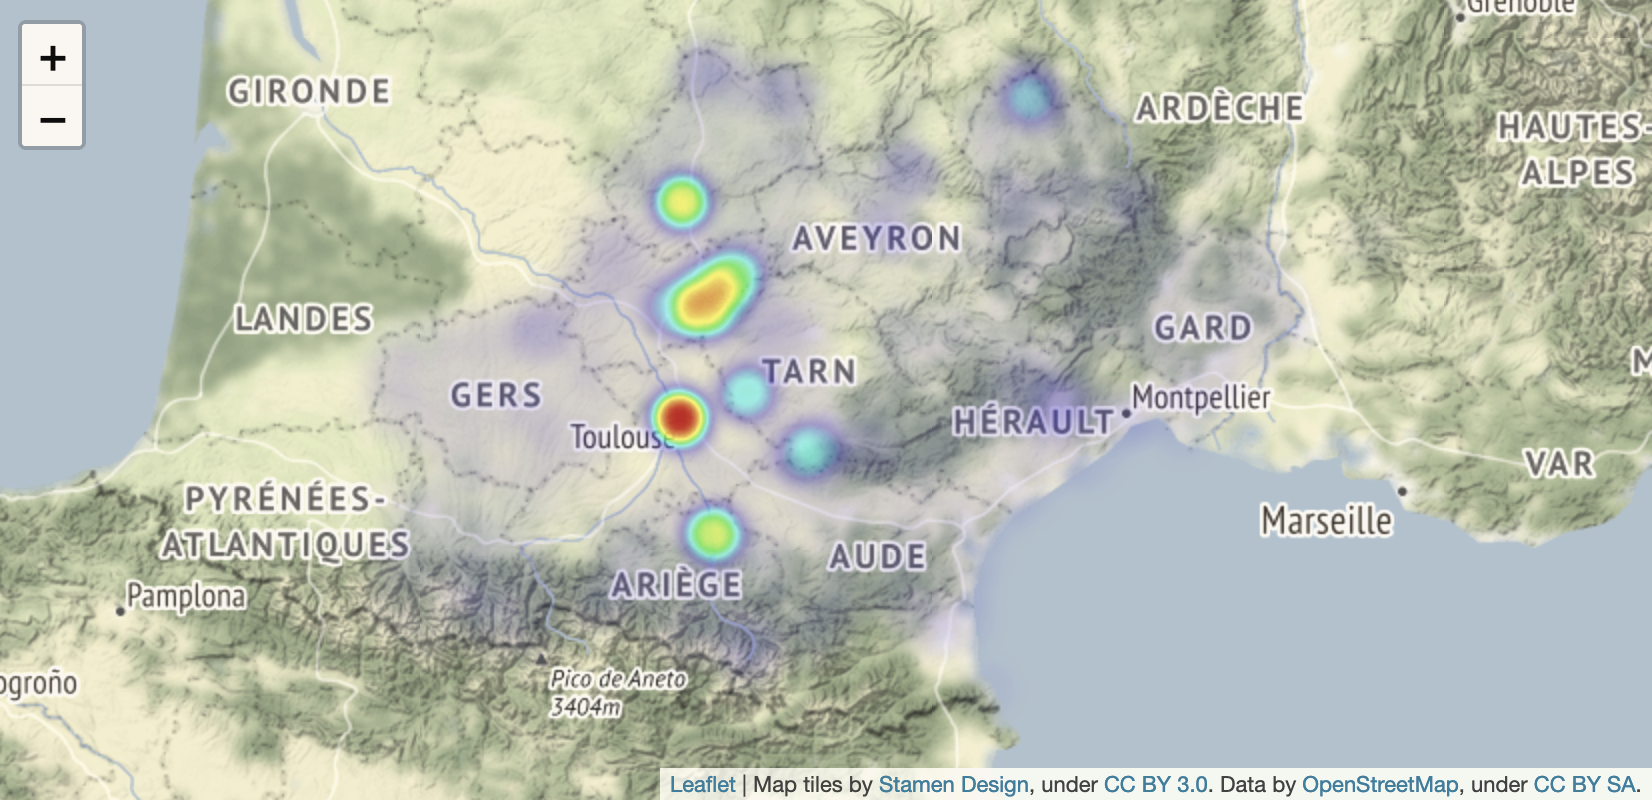 Grenoble
+
−
GIRONDE
ARDÈCHE
HAUTES-
ALPES
AVEYRON
LANDES
GARD
TARN
GERS
Montpellier
HÉRAULT
Toulouse
VAR
PYRÉNÉES-
ATLANTIQUES
Marseille
AUDE
ARIÈGE
Pamplona
Pico de Aneto
3404m
ogroño
M
Leaflet | Map tiles by Stamen Design, under CC BY 3.0. Data by OpenStreetMap, under CC BY SA.